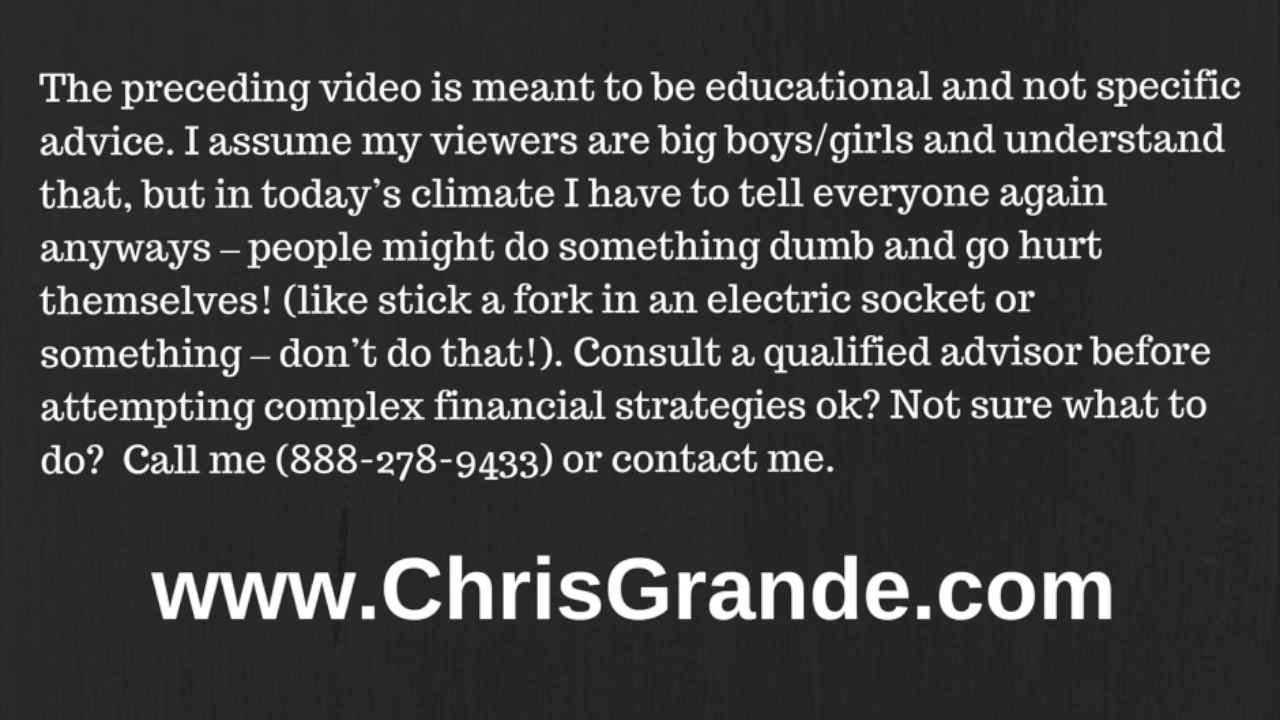 The preceding video is meant to be educational and not specific
advice. I assume my viewers are big boys/girls and understand
that, but in today’s climate I have to tell everyone again
anyways – people might do something dumb and go hurt
themselves! (like stick a fork in an electric socket or
something – don’t do that!). Consult a qualified advisor before
attempting complex financial strategies ok? Not sure what to
do?  Call me (888-278-9433) or contact me.
www.ChrisGrande.com